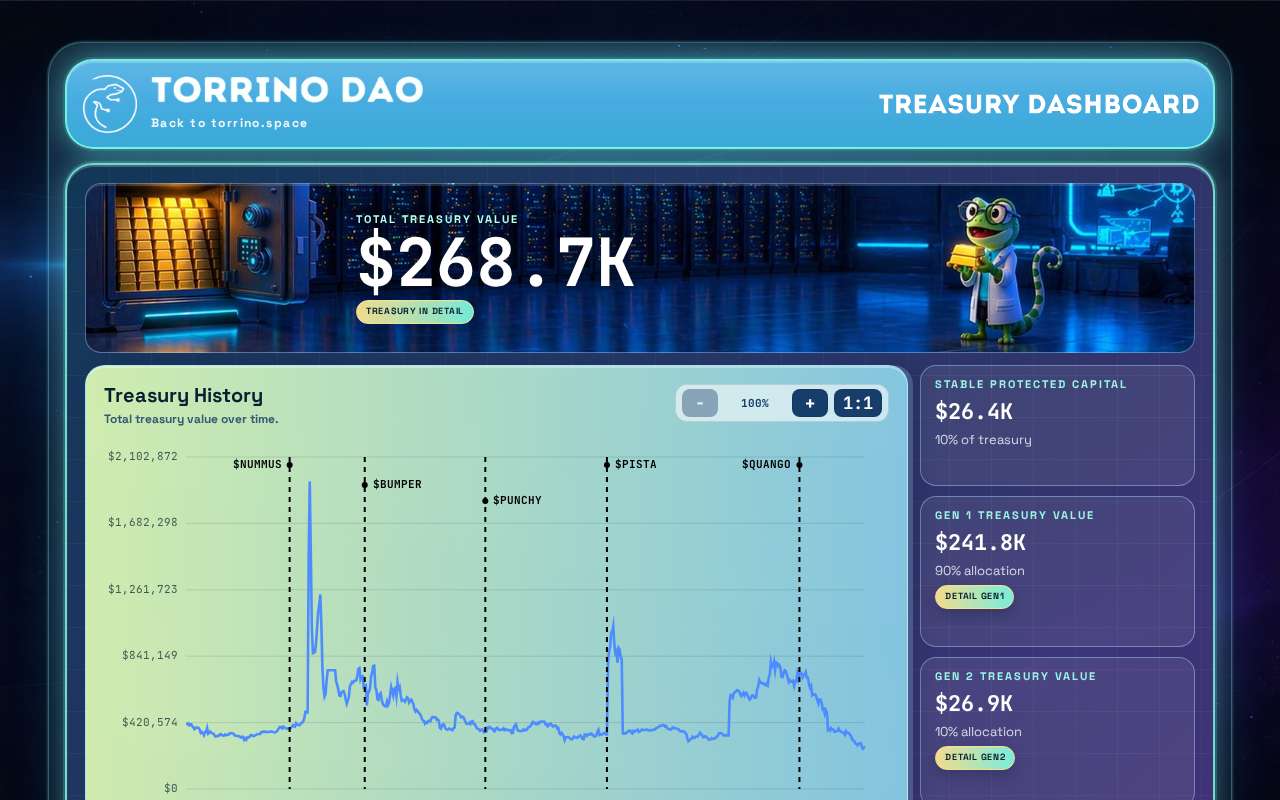 TORRINO DAO
Back to torrino.space
TREASURY DASHBOARD
TOTAL TREASURY VALUE
$268.7K
TREASURY IN DETAIL
Treasury History
Total treasury value over time.
-
100%
+
1:1
$2,102,872
$1,682,298
$1,261,723
$841,149
$420,574
$0
$NUMMUS
$BUMPER
$PUNCHY
$PISTA
$QUANGO
STABLE PROTECTED CAPITAL
$26.4K
10% of treasury
GEN 1 TREASURY VALUE
$241.8K
90% allocation
DETAIL GEN1
GEN 2 TREASURY VALUE
$26.9K
10% allocation
DETAIL GEN2